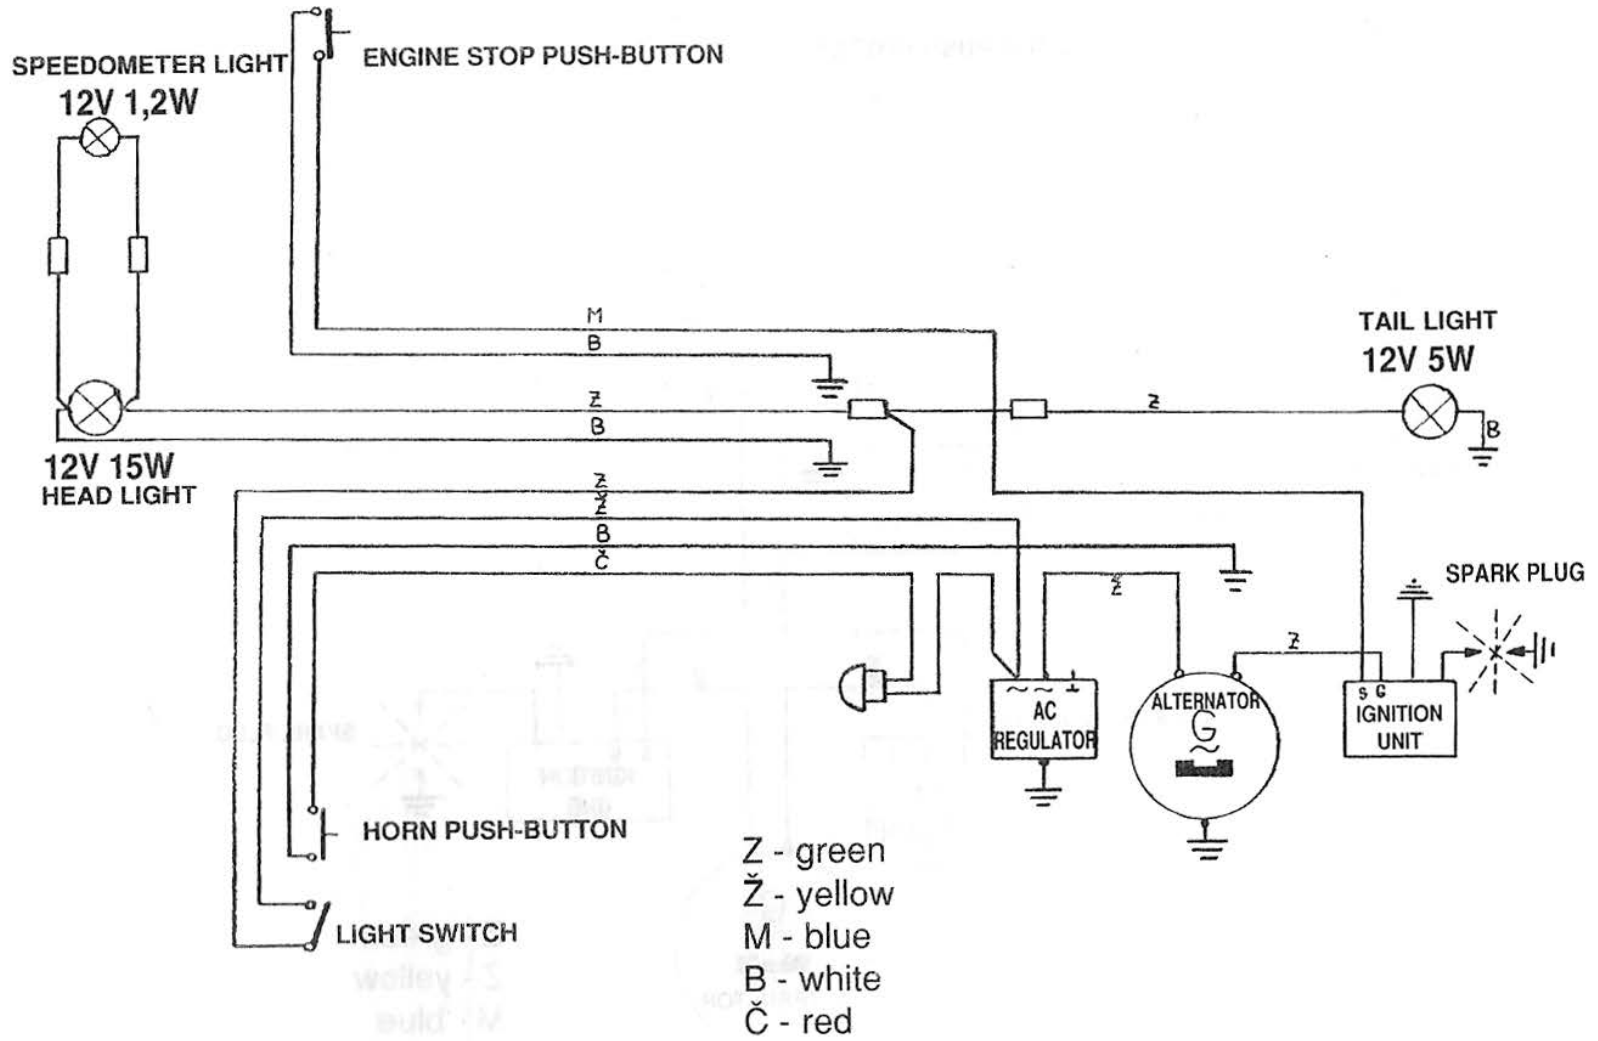 ENGINE STOP PUSH-BUTTON
SPEEDOMETER LIGHT
12V 1,2W
M
B
TAIL LIGHT
12V 5W
Z
Z
B
B
12V 15W
HEAD LIGHT
Z
Ž
B
Č
Ž
SPARK PLUG
Z
S G
IGNITION
UNIT
ALTERNATOR
G
~
~ ~
AC
REGULATOR
HORN PUSH-BUTTON
LIGHT SWITCH
Z - green
Ž - yellow
M - blue
B - white
Č - red